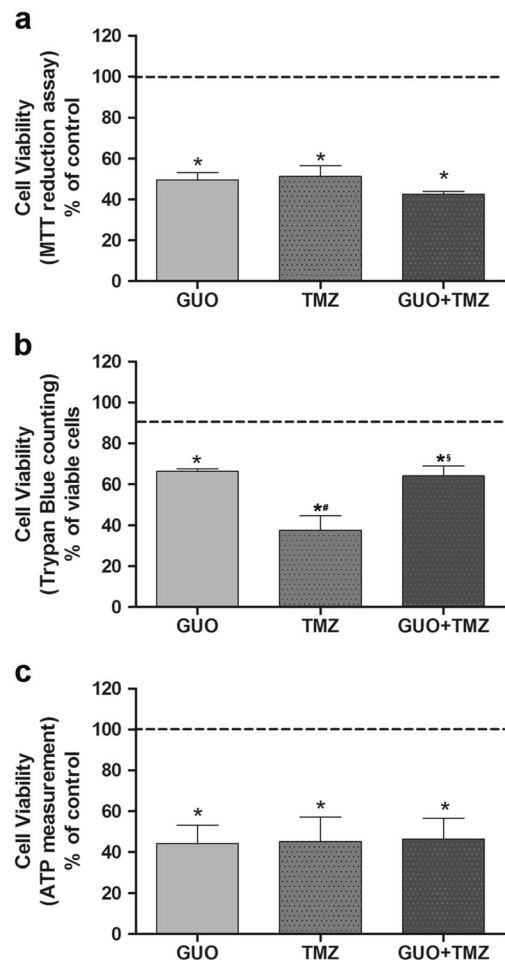 a
Cell Viability
(MTT reduction assay)
% of control
120
100
80
60
40
20
0
*
*
*
GUO TMZ GUO+TMZ
b
Cell Viability
(Trypan Blue counting)
% of viable cells
120
100
80
60
40
20
0
*
*#
*§
GUO TMZ GUO+TMZ
c
Cell Viability
(ATP measurement)
% of control
120
100
80
60
40
20
0
*
*
*
GUO TMZ GUO+TMZ